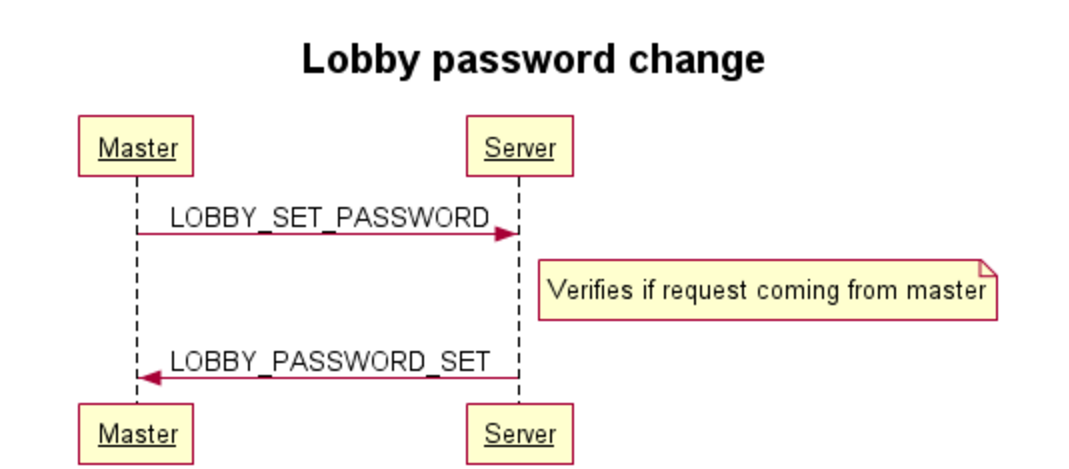 Lobby password change
Master
Server
LOBBY_SET_PASSWORD
Verifies if request coming from master
LOBBY_PASSWORD_SET
Master
Server